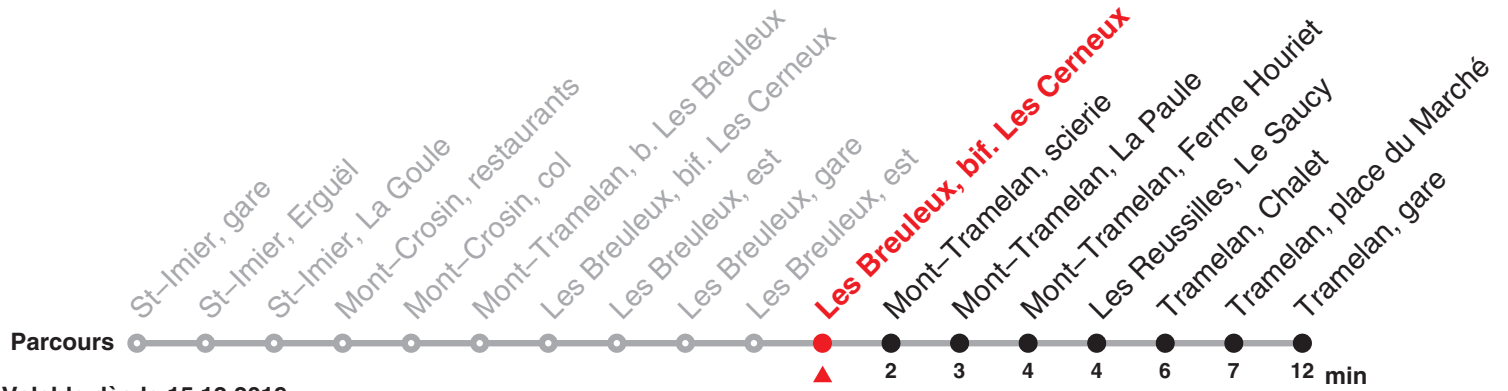 St–Imier, gare
St–Imier, Erguël
St–Imier, La Goule
Mont–Crosin, restaurants
Mont–Crosin, col
Mont–Tramelan, b. Les Breuleux
Les Breuleux, bif. Les Cerneux
Les Breuleux, est
Les Breuleux, gare
Les Breuleux, est
Les Breuleux, bif. Les Cerneux
Mont–Tramelan, scierie
Mont–Tramelan, La Paule
Mont–Tramelan, Ferme Houriet
Les Reussilles, Le Saucy
Tramelan, Chalet
Tramelan, place du Marché
Tramelan, gare
Parcours
2 3 4 4 6 7 12 min